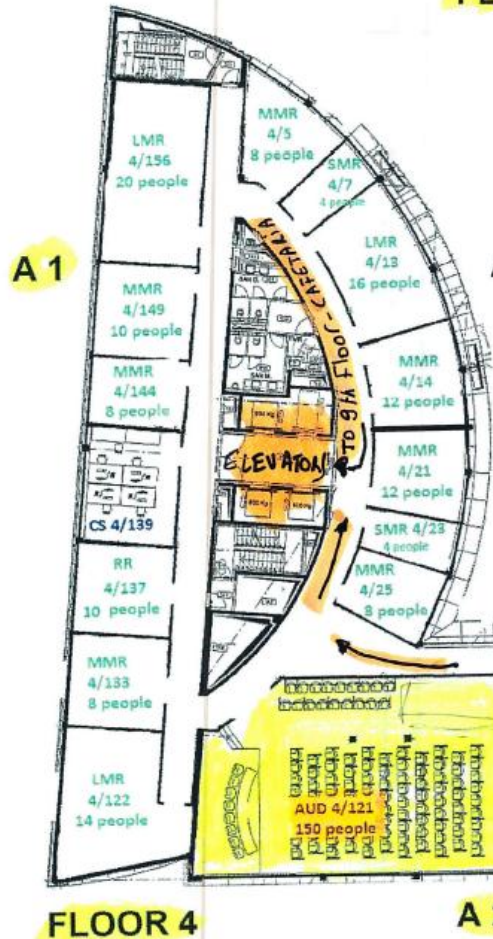 MMR
4/5
8 people
LMR
4/156
20 people
SMR
4/7
4 people
A 1
LMR
4/13
16 people
TO 9TH Floor - CAFETARIA
MMR
4/149
10 people
MMR
4/14
12 people
MMR
4/144
8 people
ELEVATORS
MMR
4/21
12 people
CS 4/139
SMR 4/23
4 people
RR
4/137
10 people
MMR
4/25
8 people
MMR
4/133
8 people
LMR
4/122
14 people
AUD 4/121
150 people
FLOOR 4